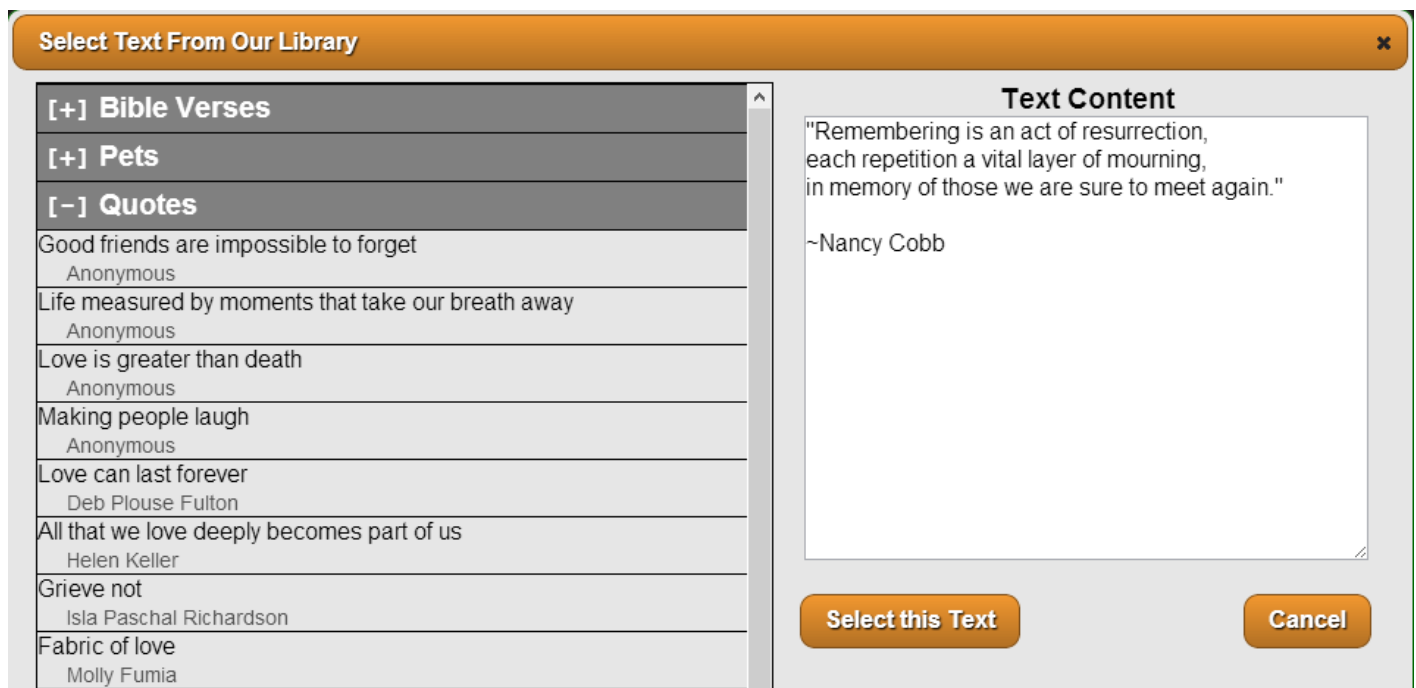 Select Text From Our Library
[+] Bible Verses
[+] Pets
[-] Quotes
Good friends are impossible to forget
Anonymous
Life measured by moments that take our breath away
Anonymous
Love is greater than death
Anonymous
Making people laugh
Anonymous
Love can last forever
Deb Plouse Fulton
All that we love deeply becomes part of us
Helen Keller
Grieve not
Isla Paschal Richardson
Fabric of love
Molly Fumia
Text Content
"Remembering is an act of resurrection,
each repetition a vital layer of mourning,
in memory of those we are sure to meet again."
~Nancy Cobb
Select this Text
Cancel